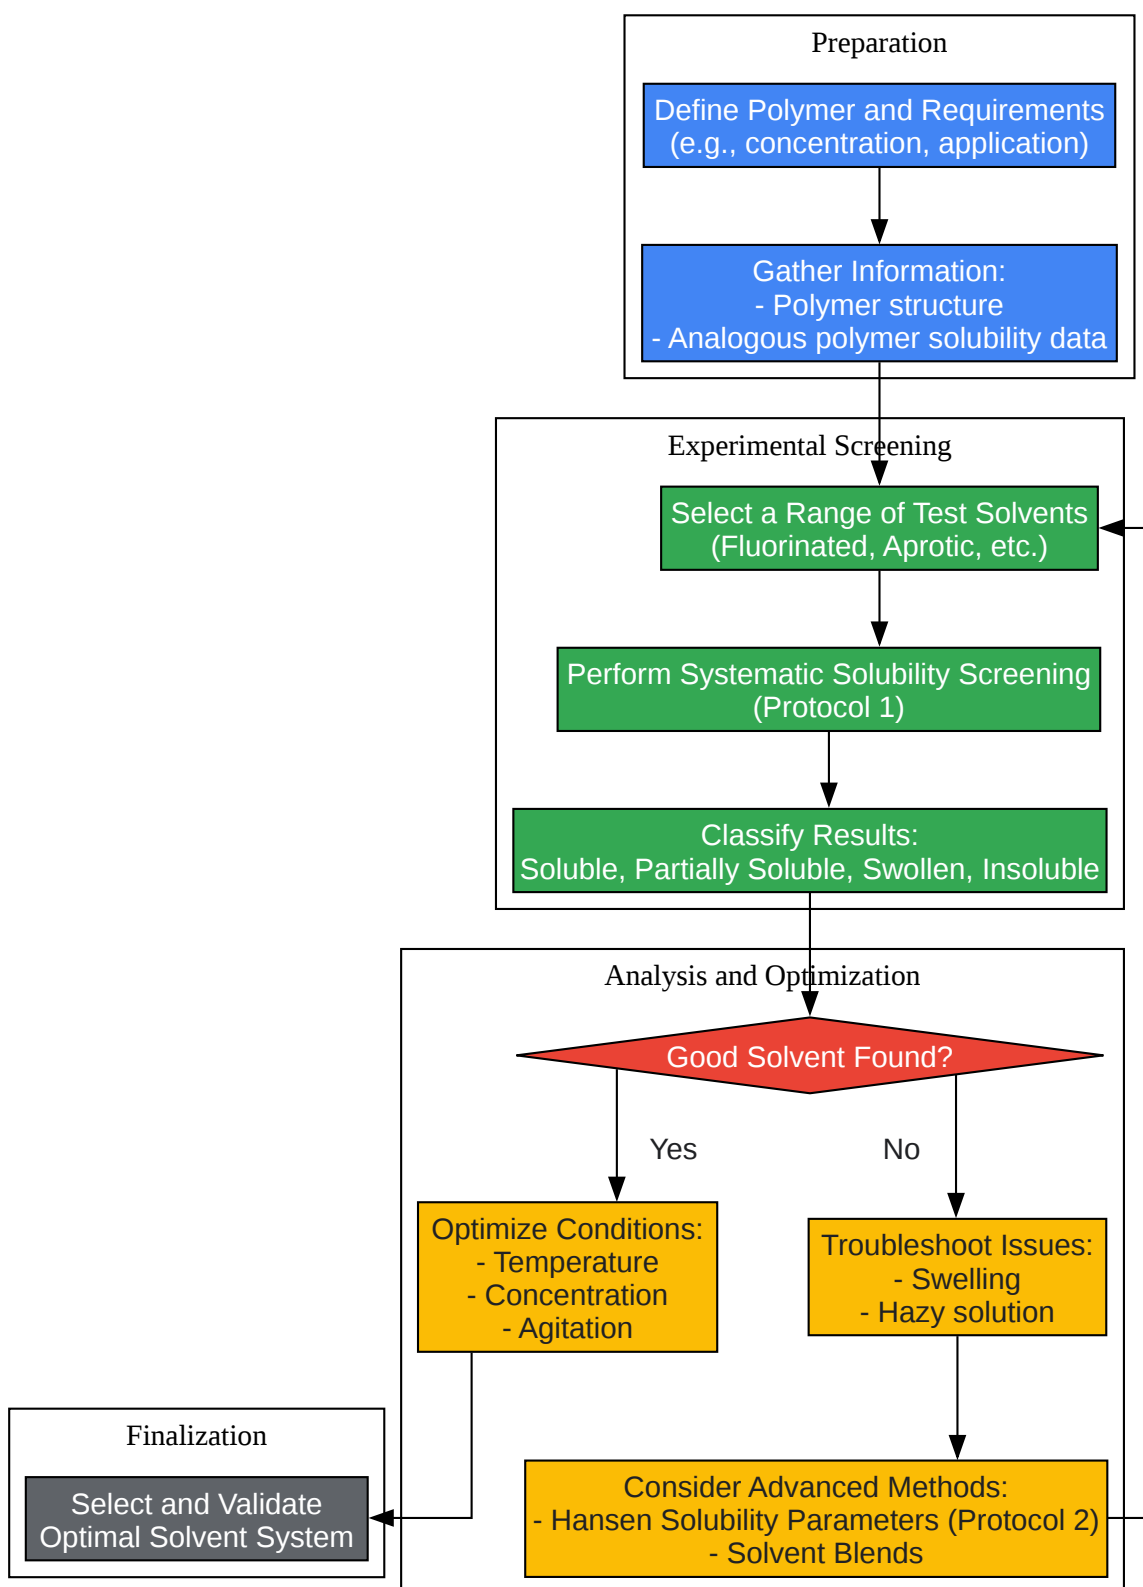 Preparation
Define Polymer and Requirements
(e.g., concentration, application)
Gather Information:
- Polymer structure
- Analogous polymer solubility data
Experimental Screening
Select a Range of Test Solvents
(Fluorinated, Aprotic, etc.)
Perform Systematic Solubility Screening
(Protocol 1)
Classify Results:
Soluble, Partially Soluble, Swollen, Insoluble
Analysis and Optimization
Good Solvent Found?
Yes
No
Optimize Conditions:
- Temperature
- Concentration
- Agitation
Troubleshoot Issues:
- Swelling
- Hazy solution
Finalization
Select and Validate
Optimal Solvent System
Consider Advanced Methods:
- Hansen Solubility Parameters (Protocol 2)
- Solvent Blends